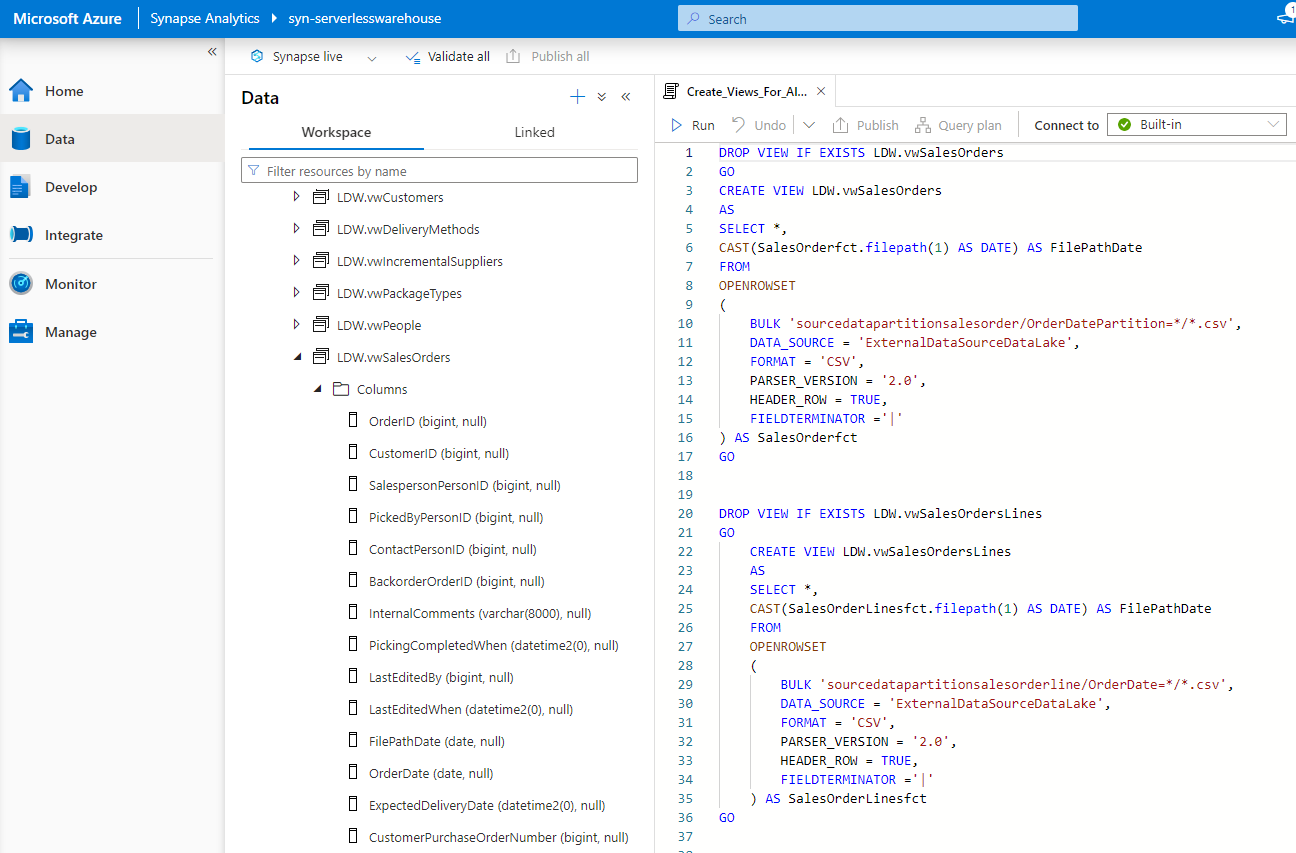 Microsoft Azure
Synapse Analytics
syn-serverlesswarehouse
Search
1
«
Home
Data
Develop
Integrate
Monitor
Manage
Synapse live
Validate all
Publish all
Data
Workspace
Linked
Filter resources by name
LDW.vwCustomers
LDW.vwDeliveryMethods
LDW.vwIncrementalSuppliers
LDW.vwPackageTypes
LDW.vwPeople
LDW.vwSalesOrders
Columns
OrderID (bigint, null)
CustomerID (bigint, null)
SalespersonPersonID (bigint, null)
PickedByPersonID (bigint, null)
ContactPersonID (bigint, null)
BackorderOrderID (bigint, null)
InternalComments (varchar(8000), null)
PickingCompletedWhen (datetime2(0), null)
LastEditedBy (bigint, null)
LastEditedWhen (datetime2(0), null)
FilePathDate (date, null)
OrderDate (date, null)
ExpectedDeliveryDate (datetime2(0), null)
CustomerPurchaseOrderNumber (bigint, null)
Create_Views_For_Al...
Run
Undo
Publish
Query plan
Connect to
Built-in
1 DROP VIEW IF EXISTS LDW.vwSalesOrders
2 GO
3 CREATE VIEW LDW.vwSalesOrders
4 AS
5 SELECT *,
6 CAST(SalesOrderfct.filepath(1) AS DATE) AS FilePathDate
7 FROM
8 OPENROWSET
9 (
10 BULK 'sourcedatapartitionsalesorder/OrderDatePartition=*/*.csv',
11 DATA_SOURCE = 'ExternalDataSourceDataLake',
12 FORMAT = 'CSV',
13 PARSER_VERSION = '2.0',
14 HEADER_ROW = TRUE,
15 FIELDTERMINATOR ='|'
16 ) AS SalesOrderfct
17 GO
18
19
20 DROP VIEW IF EXISTS LDW.vwSalesOrdersLines
21 GO
22 CREATE VIEW LDW.vwSalesOrdersLines
23 AS
24 SELECT *,
25 CAST(SalesOrderLinesfct.filepath(1) AS DATE) AS FilePathDate
26 FROM
27 OPENROWSET
28 (
29 BULK 'sourcedatapartitionsalesorderline/OrderDate=*/*.csv',
30 DATA_SOURCE = 'ExternalDataSourceDataLake',
31 FORMAT = 'CSV',
32 PARSER_VERSION = '2.0',
33 HEADER_ROW = TRUE,
34 FIELDTERMINATOR ='|'
35 ) AS SalesOrderLinesfct
36 GO
37